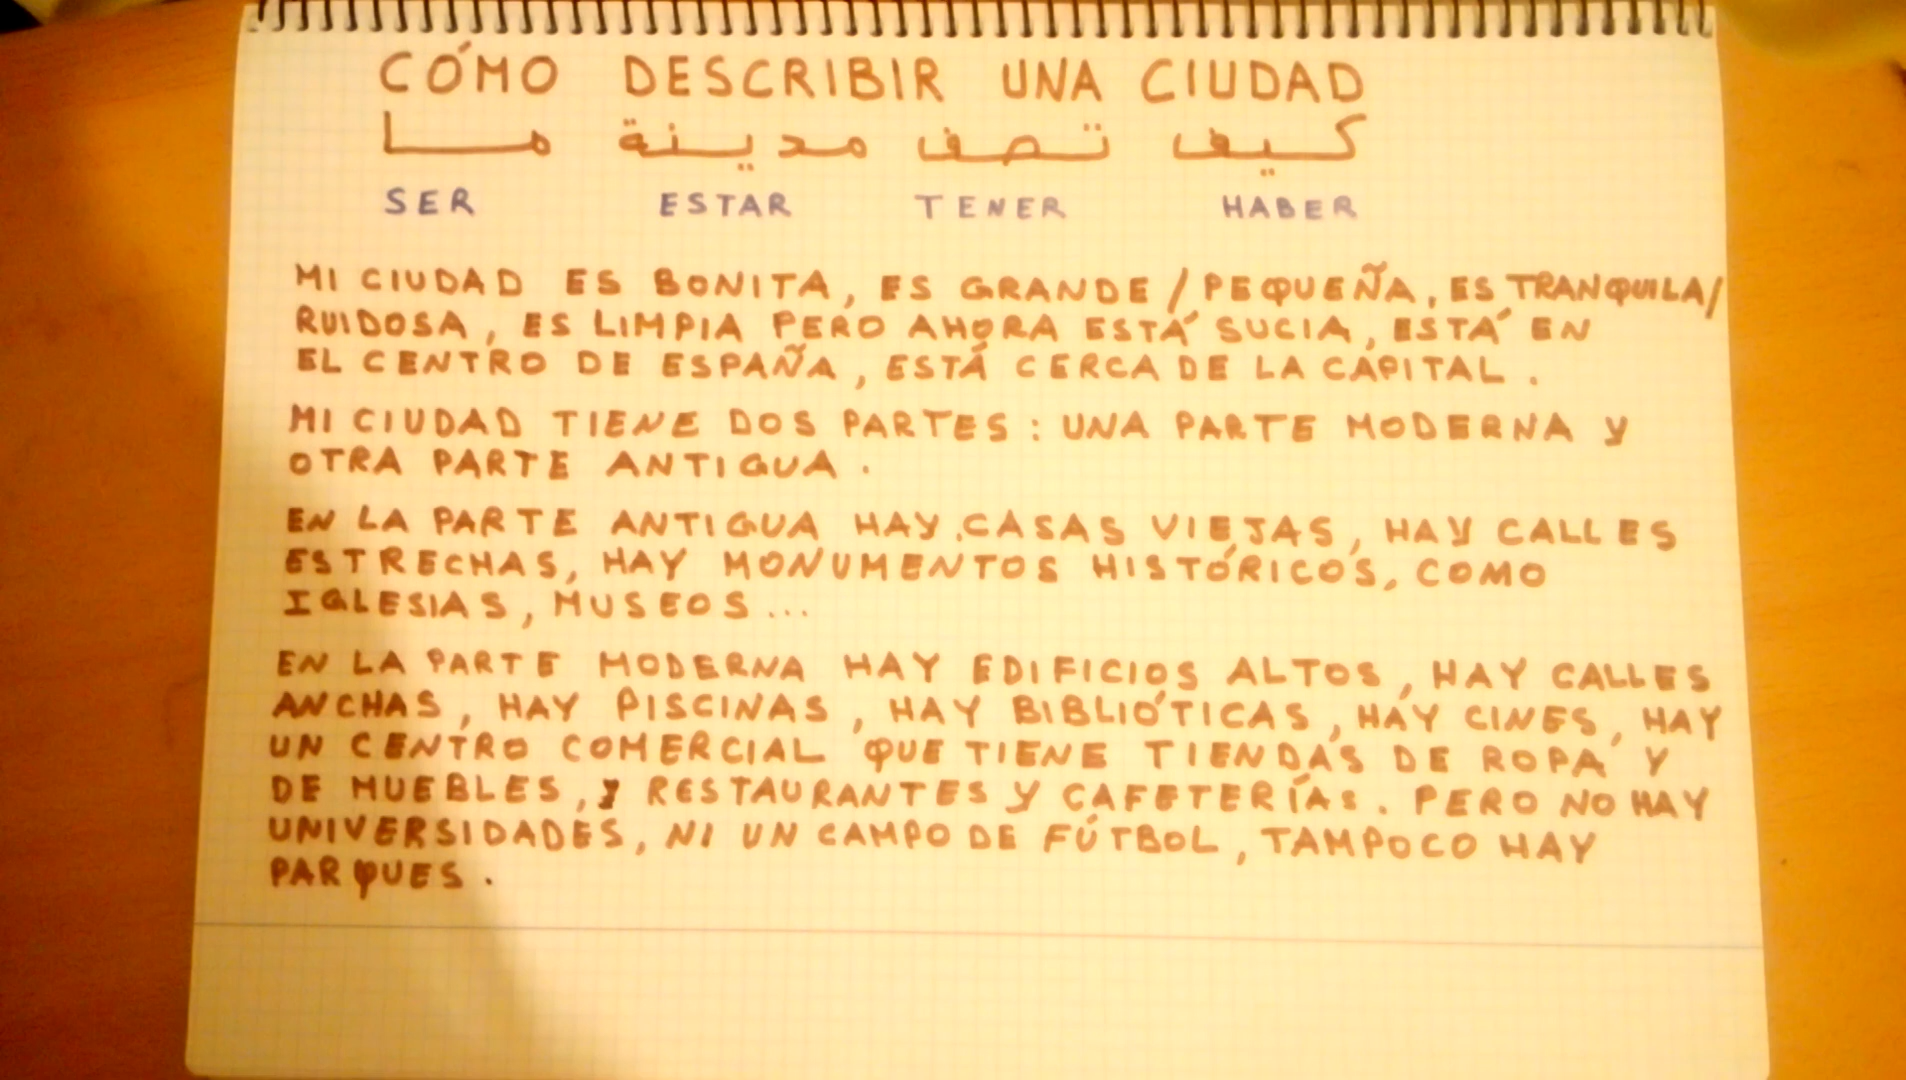 CÓMO DESCRIBIR UNA CIUDAD
كيف تصف مدينة ما
SER ESTAR TENER HABER
MI CIUDAD ES BONITA, ES GRANDE/PEQUEÑA, ES TRANQUILA/
RUIDOSA, ES LIMPIA PERO AHORA ESTÁ SUCIA, ESTÁ EN
EL CENTRO DE ESPAÑA, ESTÁ CERCA DE LA CAPITAL.
MI CIUDAD TIENE DOS PARTES: UNA PARTE MODERNA Y
OTRA PARTE ANTIGUA.
EN LA PARTE ANTIGUA HAY CASAS VIEJAS, HAY CALLES
ESTRECHAS, HAY MONUMENTOS HISTÓRICOS, COMO
IGLESIAS, MUSEOS...
EN LA PARTE MODERNA HAY EDIFICIOS ALTOS, HAY CALLES
ANCHAS, HAY PISCINAS, HAY BIBLIÓTICAS, HAY CINES, HAY
UN CENTRO COMERCIAL QUE TIENE TIENDAS DE ROPA Y
DE MUEBLES, Y RESTAURANTES Y CAFETERÍAS. PERO NO HAY
UNIVERSIDADES, NI UN CAMPO DE FÚTBOL, TAMPOCO HAY
PARQUES.